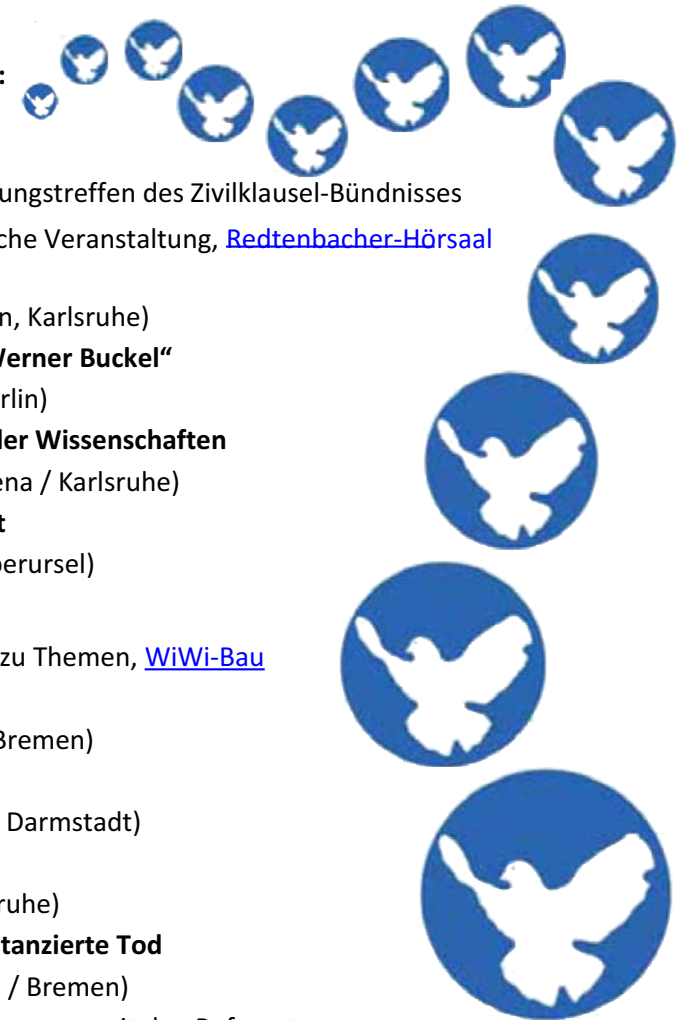 :
ungstreffen des Zivilklausel-Bündnisses
che Veranstaltung, Redtenbacher-Hörsaal
n, Karlsruhe)
Werner Buckel“
rlin)
der Wissenschaften
ena / Karlsruhe)
t
berursel)
zu Themen, WiWi-Bau
Bremen)
Darmstadt)
ruhe)
tanzierte Tod
/ Bremen)